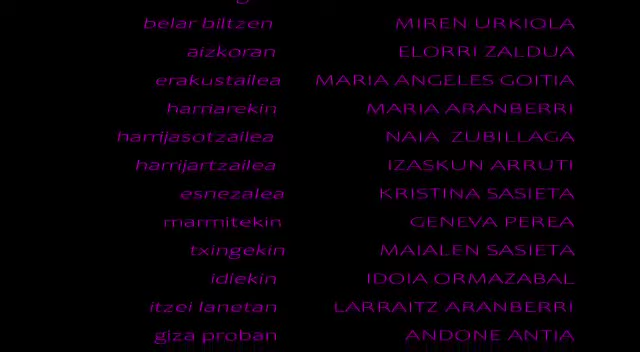 belar biltzen MIREN URKIOLA
aizkoran ELORRI ZALDUA
erakustailea MARIA ANGELES GOITIA
harriarekin MARIA ARANBERRI
harrijasotzailea NAIA ZUBILLAGA
harrijartzailea IZASKUN ARRUTI
esnezalea KRISTINA SASIETA
marmitekin GENEVA PEREA
txingekin MAIALEN SASIETA
idiekin IDOIA ORMAZABAL
itzei lanetan LARRAITZ ARANBERRI
giza proban ANDONE ANTIA